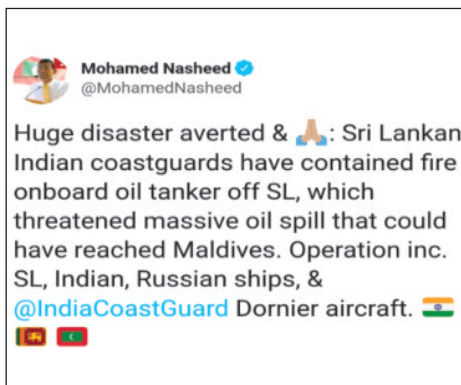 Mohamed Nasheed
@MohamedNasheed
Huge disaster averted & 🙏🏼: Sri Lankan
Indian coastguards have contained fire
onboard oil tanker off SL, which
threatened massive oil spill that could
have reached Maldives. Operation inc.
SL, Indian, Russian ships, &
@IndiaCoastGuard Dornier aircraft. 🇮🇳
🇱🇰 🇲🇻